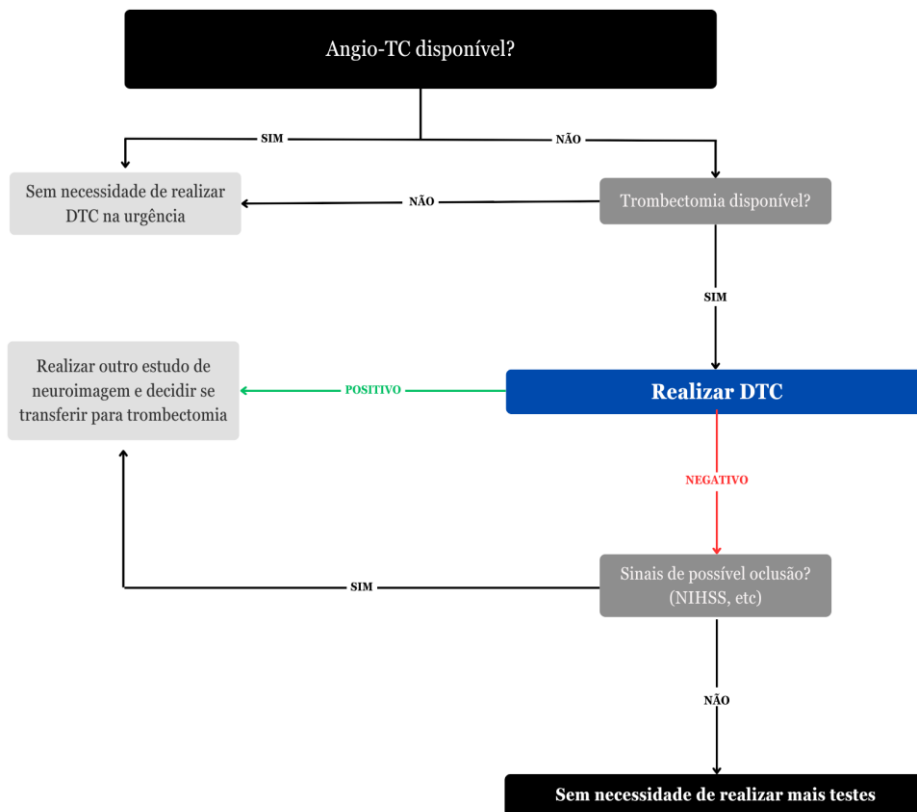 Angio-TC disponível?
SIM
NÃO
Sem necessidade de realizar
DTC na urgência
NÃO
Trombectomia disponível?
SIM
Realizar outro estudo de
neuroimagem e decidir se
transferir para trombectomia
POSITIVO
Realizar DTC
NEGATIVO
Sinais de possível oclusão?
(NIHSS, etc)
SIM
NÃO
Sem necessidade de realizar mais testes